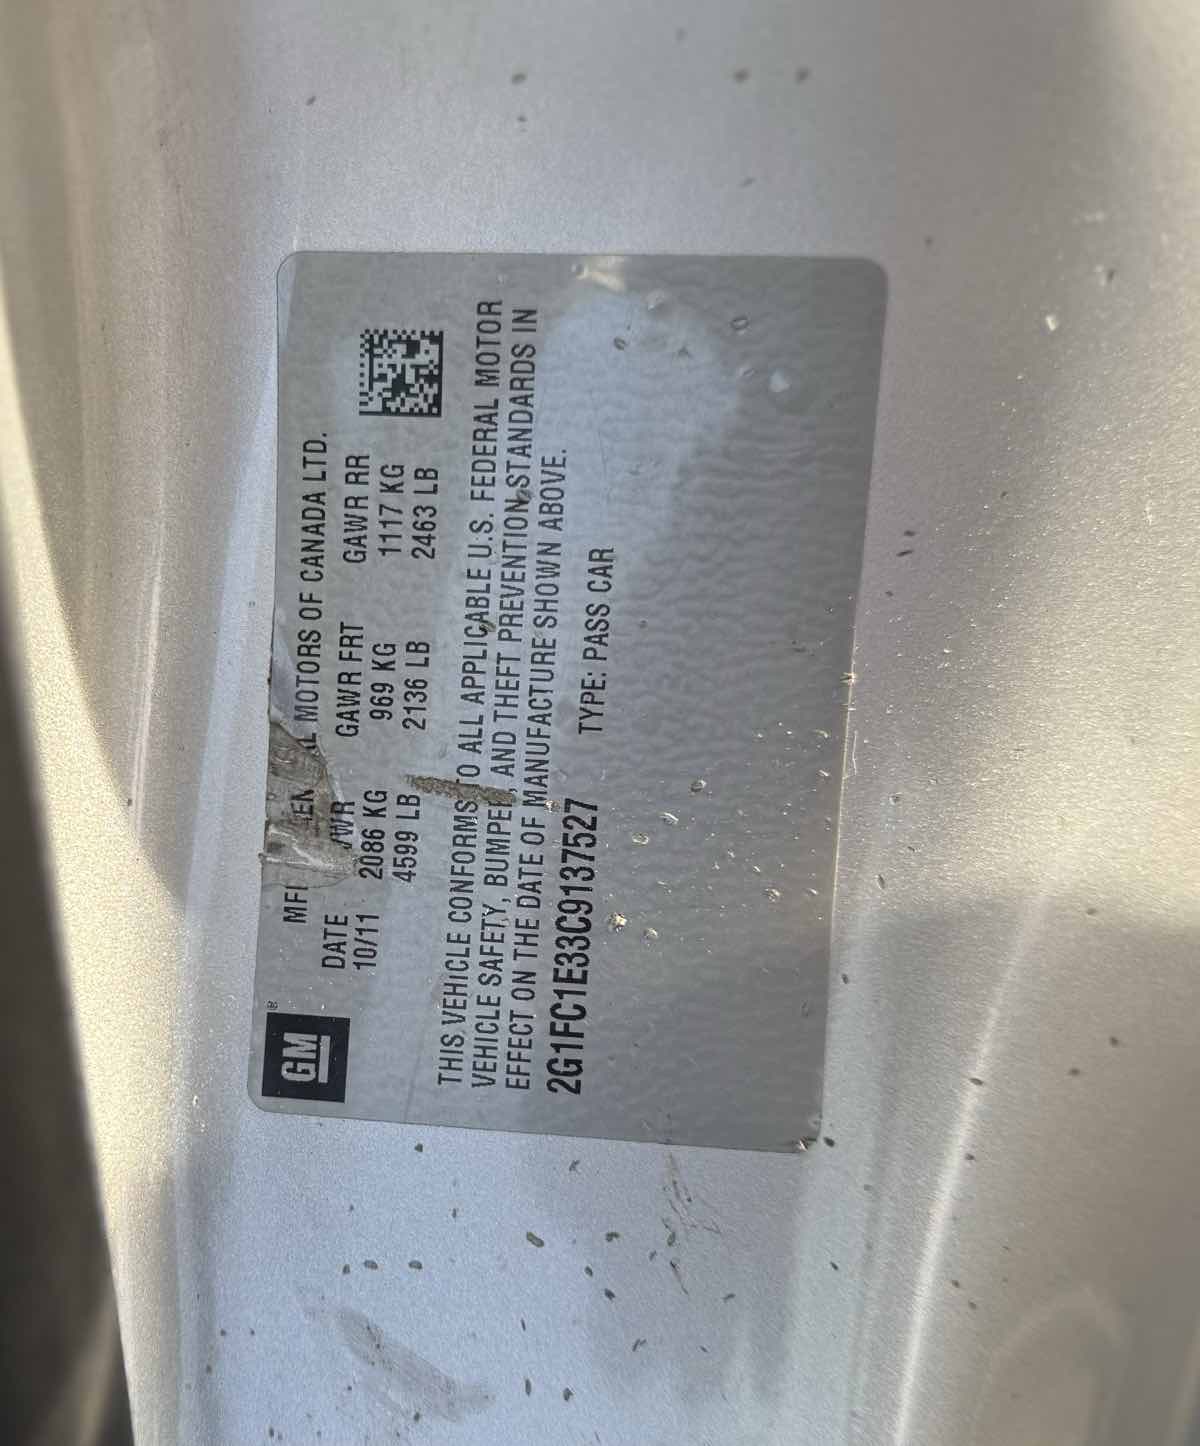 GM
MOTORS OF CANADA LTD.
DATE GAWR FRT GAWR RR
10/11 2086 KG 969 KG 1117 KG
4599 LB 2136 LB 2463 LB
THIS VEHICLE CONFORMS TO ALL APPLICABLE U.S. FEDERAL MOTOR
VEHICLE SAFETY, BUMPER, AND THEFT PREVENTION STANDARDS IN
EFFECT ON THE DATE OF MANUFACTURE SHOWN ABOVE.
2G1FC1E33C9137527 TYPE: PASS CAR